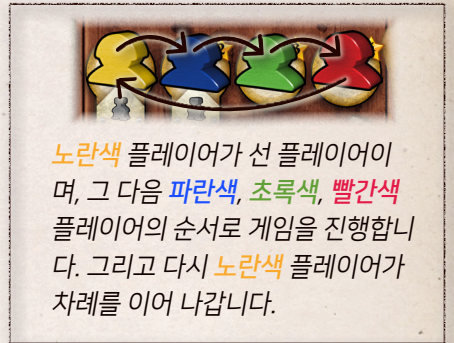 노란색 플레이어가 선 플레이어이
며, 그 다음 파란색, 초록색, 빨간색
플레이어의 순서로 게임을 진행합니
다. 그리고 다시 노란색 플레이어가
차례를 이어 나갑니다.